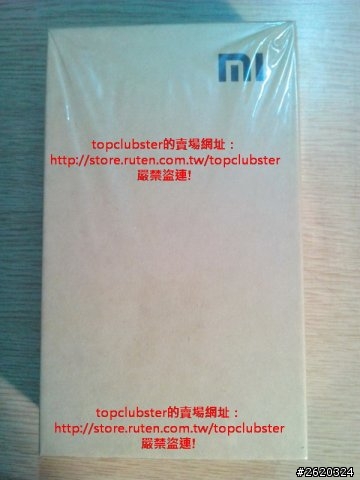 mi
topclubster的賣場網址：
http://store.ruten.com.tw/topclubster
嚴禁盜連!
topclubster的賣場網址：
http://store.ruten.com.tw/topclubster
嚴禁盜連!
#2620324